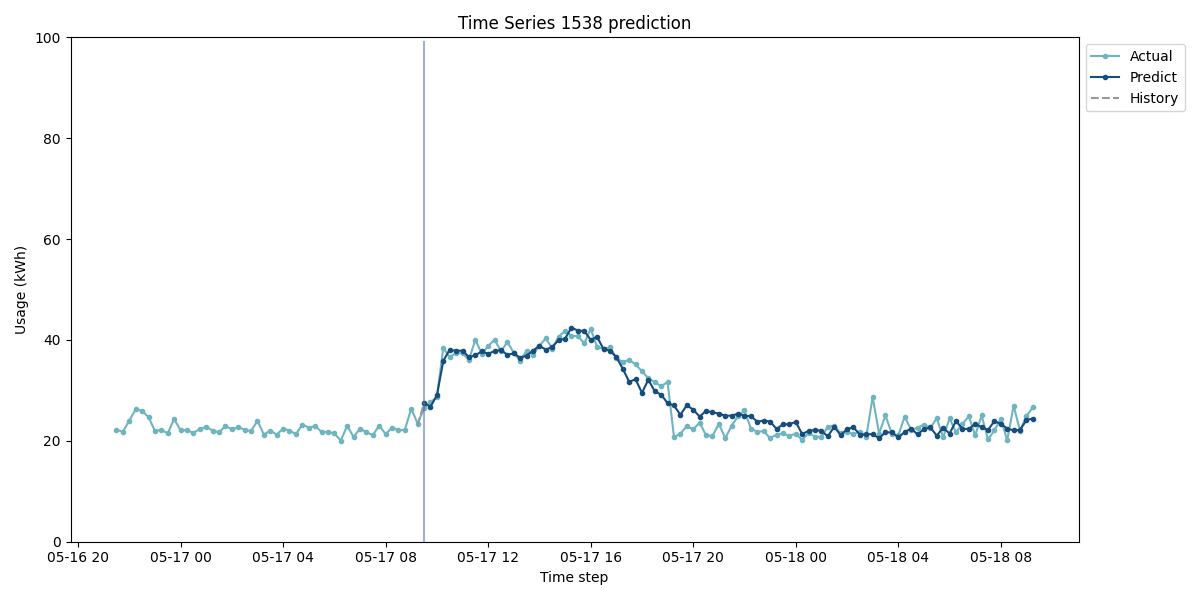 Time Series 1538 prediction
100
80
60
40
20
0
Usage (kWh)
05-16 20 05-17 00 05-17 04 05-17 08 05-17 12 05-17 16 05-17 20 05-18 00 05-18 04 05-18 08
Time step
Actual
Predict
History